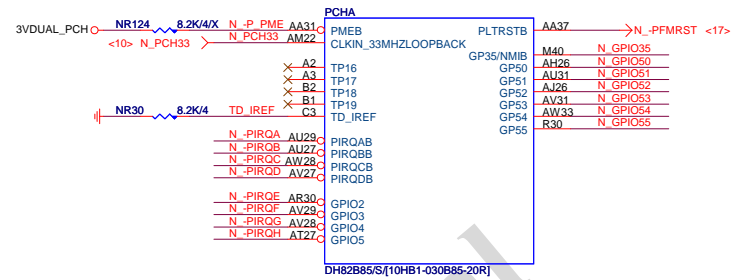 PCHA
3VDUAL_PCH NR124 8.2K/4/X N_-P_PME AA31 PMEB PLTRSTB AA37 N_-PFMRST <17>
<10> N_PCH33 N_PCH33 AM22 CLKIN_33MHZLOOPBACK
GP35/NMIB M40 N_GPIO35
A2 TP16 GP50 AH26 N_GPIO50
A3 TP17 GP51 AU31 N_GPIO51
B2 TP18 GP52 AJ26 N_GPIO52
B1 TP19 GP53 AV31 N_GPIO53
NR30 8.2K/4 TD_IREF C3 TD_IREF GP54 AW33 N_GPIO54
GP55 R30 N_GPIO55
N_-PIRQA AU29 PIRQAB
N_-PIRQB AU27 PIRQBB
N_-PIRQC AW28 PIRQCB
N_-PIRQD AV27 PIRQDB
N_-PIRQE AR30 GPIO2
N_-PIRQF AV29 GPIO3
N_-PIRQG AV28 GPIO4
N_-PIRQH AT27 GPIO5
DH82B85/S/[10HB1-030B85-20R]